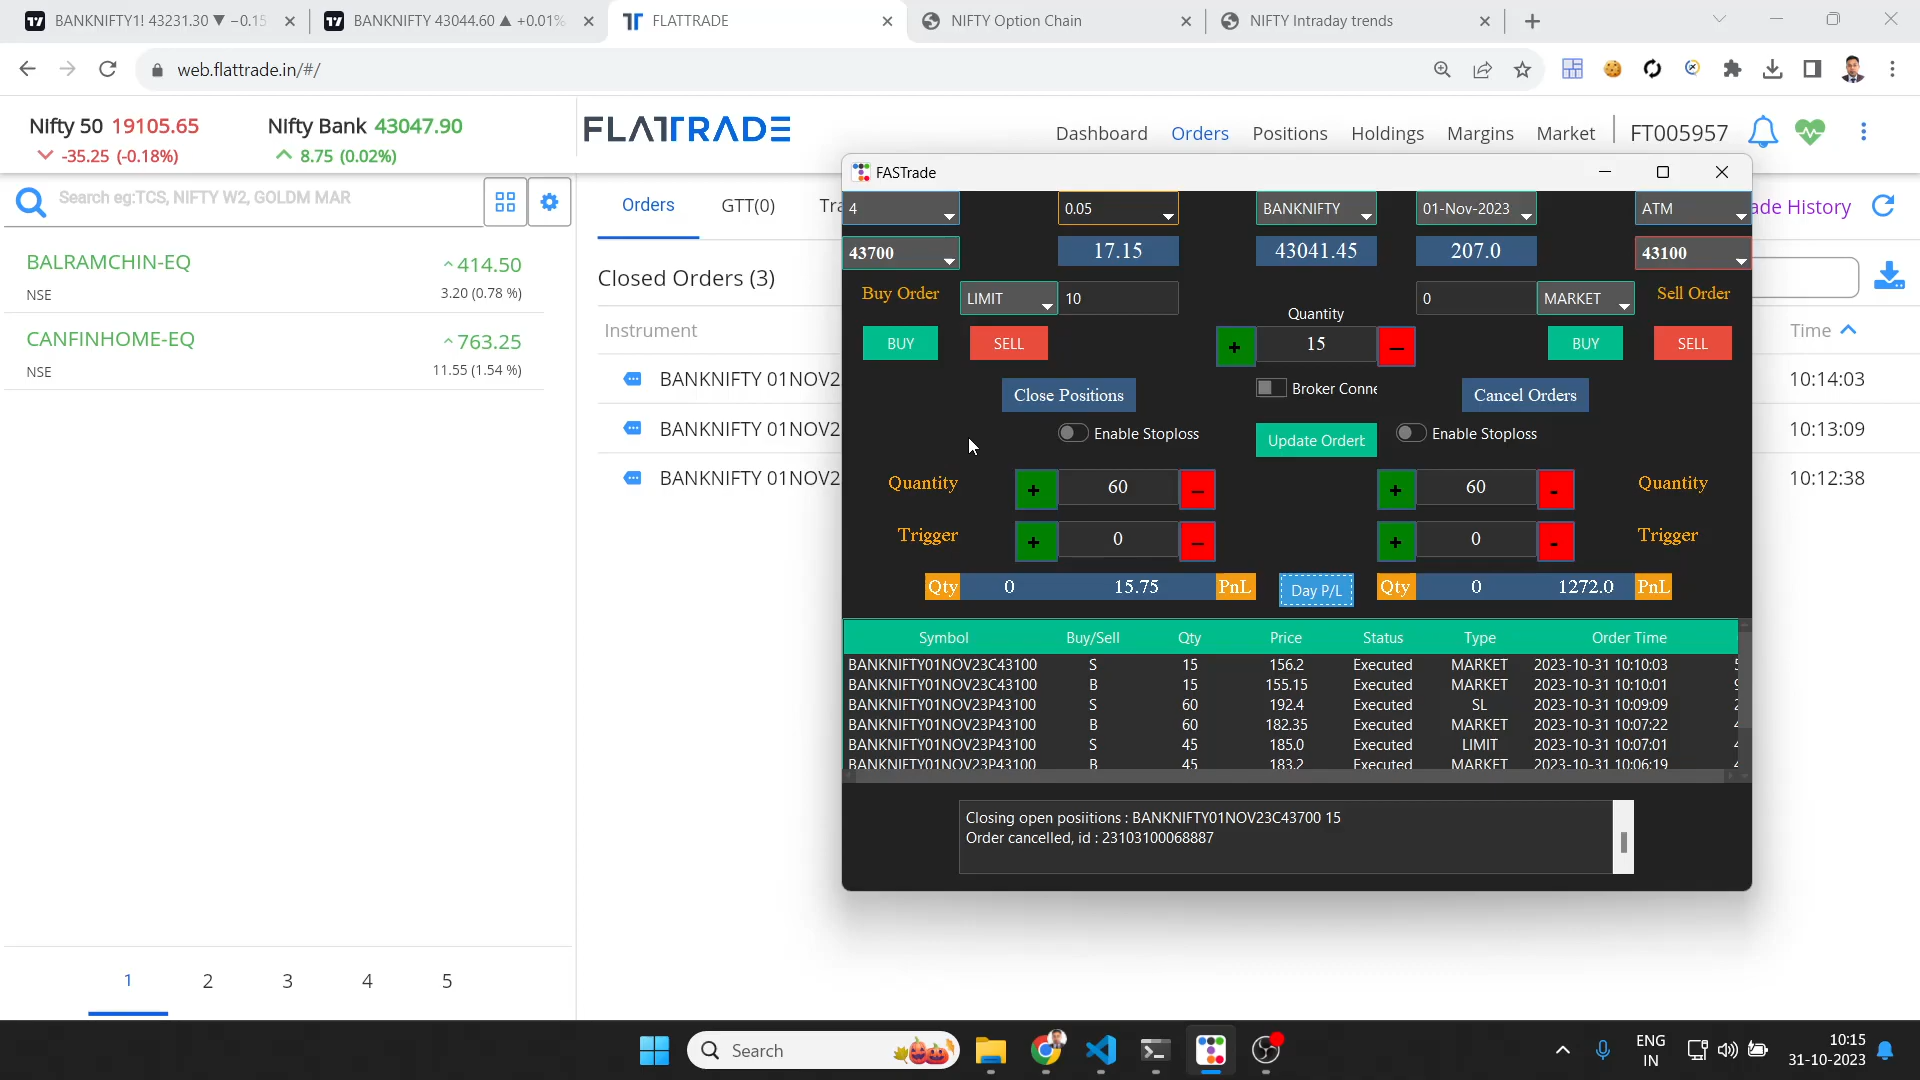 BANKNIFTY1! 43231.30 ▼ −0.15
BANKNIFTY 43044.60 ▲ +0.01%
FLATTRADE
NIFTY Option Chain
NIFTY Intraday trends
web.flattrade.in/#/
Nifty 50 19105.65
-35.25 (-0.18%)
Nifty Bank 43047.90
8.75 (0.02%)
FLATTRADE
Dashboard
Orders
Positions
Holdings
Margins
Market
FT005957
Search eg:TCS, NIFTY W2, GOLDM MAR
BALRAMCHIN-EQ
414.50
NSE
3.20 (0.78 %)
CANFINHOME-EQ
763.25
NSE
11.55 (1.54 %)
1
2
3
4
5
Orders
GTT(0)
Tra
ade History
Closed Orders (3)
Instrument
Time
BANKNIFTY 01NOV2
10:14:03
BANKNIFTY 01NOV2
10:13:09
BANKNIFTY 01NOV2
10:12:38
FASTrade
4
0.05
BANKNIFTY
01-Nov-2023
ATM
43700
17.15
43041.45
207.0
43100
Buy Order
LIMIT
10
Quantity
0
MARKET
Sell Order
BUY
SELL
+
15
−
BUY
SELL
Close Positions
Broker Conne
Cancel Orders
Enable Stoploss
Update Ordert
Enable Stoploss
Quantity
+
60
−
+
60
-
Quantity
Trigger
+
0
−
+
0
-
Trigger
Qty
0
15.75
PnL
Day P/L
Qty
0
1272.0
PnL
Symbol Buy/Sell Qty Price Status Type Order Time
BANKNIFTY01NOV23C43100 S 15 156.2 Executed MARKET 2023-10-31 10:10:03
BANKNIFTY01NOV23C43100 B 15 155.15 Executed MARKET 2023-10-31 10:10:01
BANKNIFTY01NOV23P43100 S 60 192.4 Executed SL 2023-10-31 10:09:09
BANKNIFTY01NOV23P43100 B 60 182.35 Executed MARKET 2023-10-31 10:07:22
BANKNIFTY01NOV23P43100 S 45 185.0 Executed LIMIT 2023-10-31 10:07:01
BANKNIFTY01NOV23P43100 B 45 183.2 Executed MARKET 2023-10-31 10:06:19
Closing open posiitions : BANKNIFTY01NOV23C43700 15
Order cancelled, id : 23103100068887
Search
ENG
IN
10:15
31-10-2023